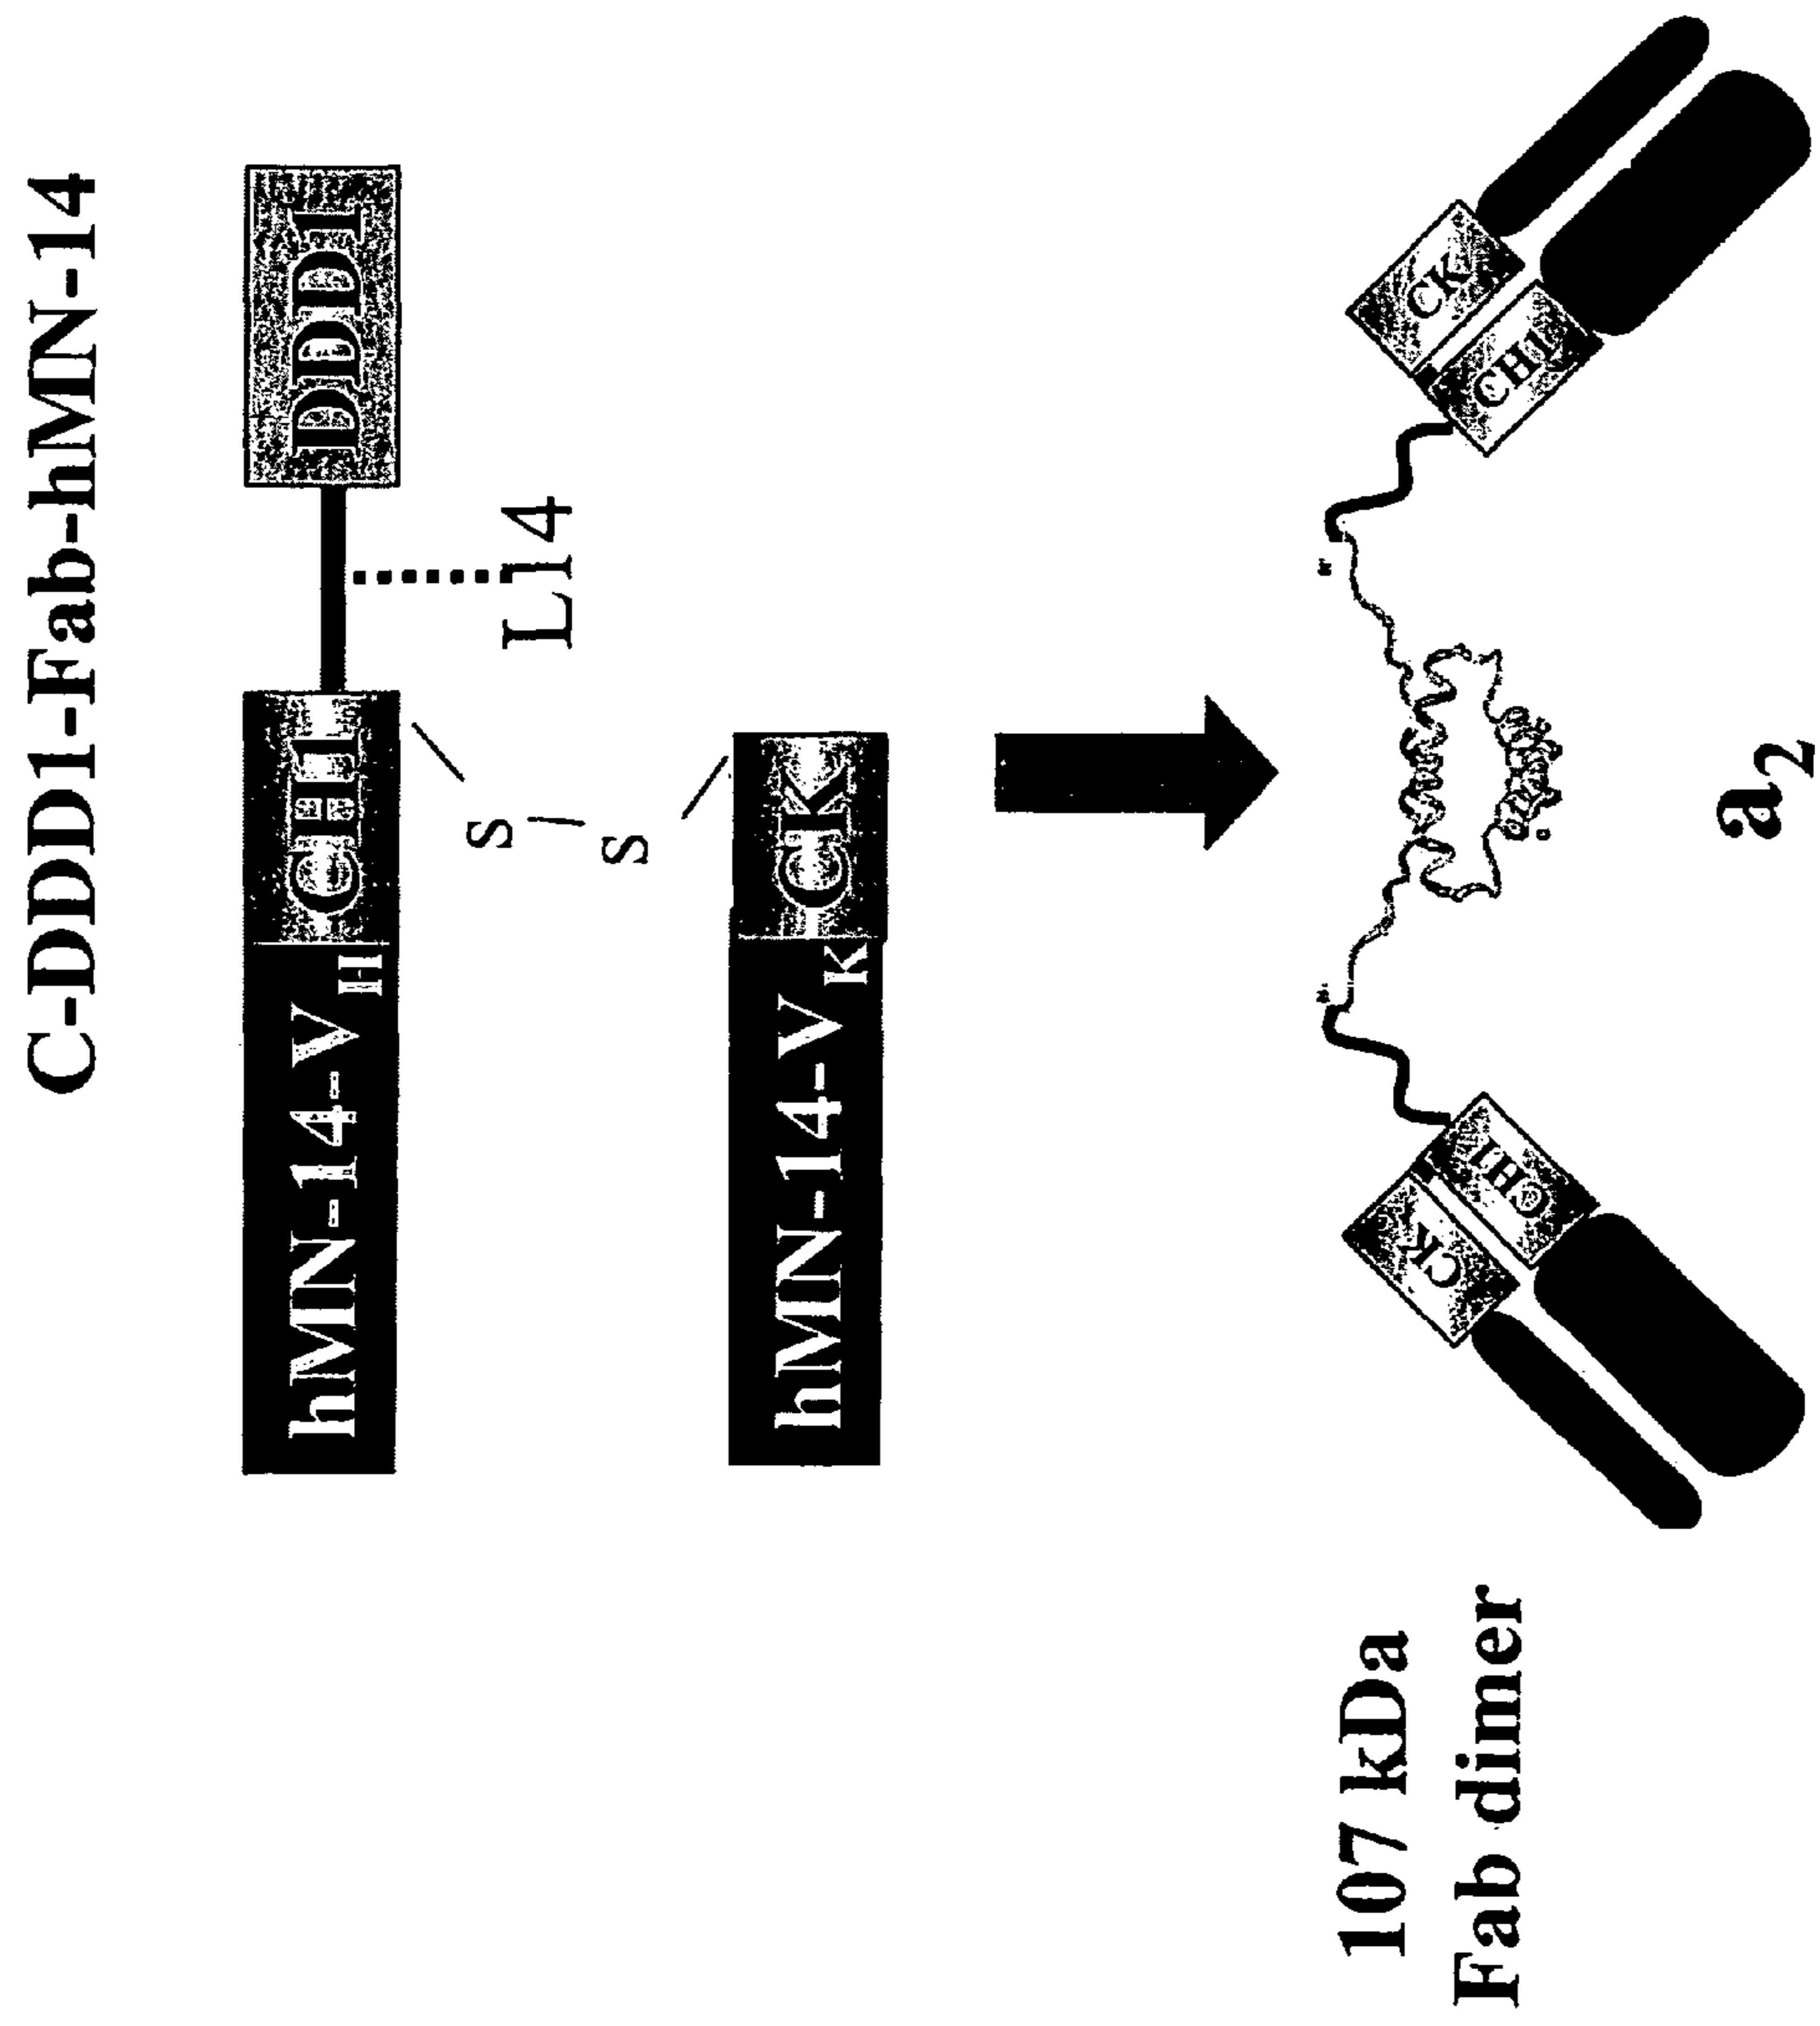 C-DDD1-Fab-hMN-14
hMN-14-VH CH1 DDD1
L14
S
S
hMN-14-VK CK
107 kDa
Fab dimer
CK
CH1
CK
CH1
a2